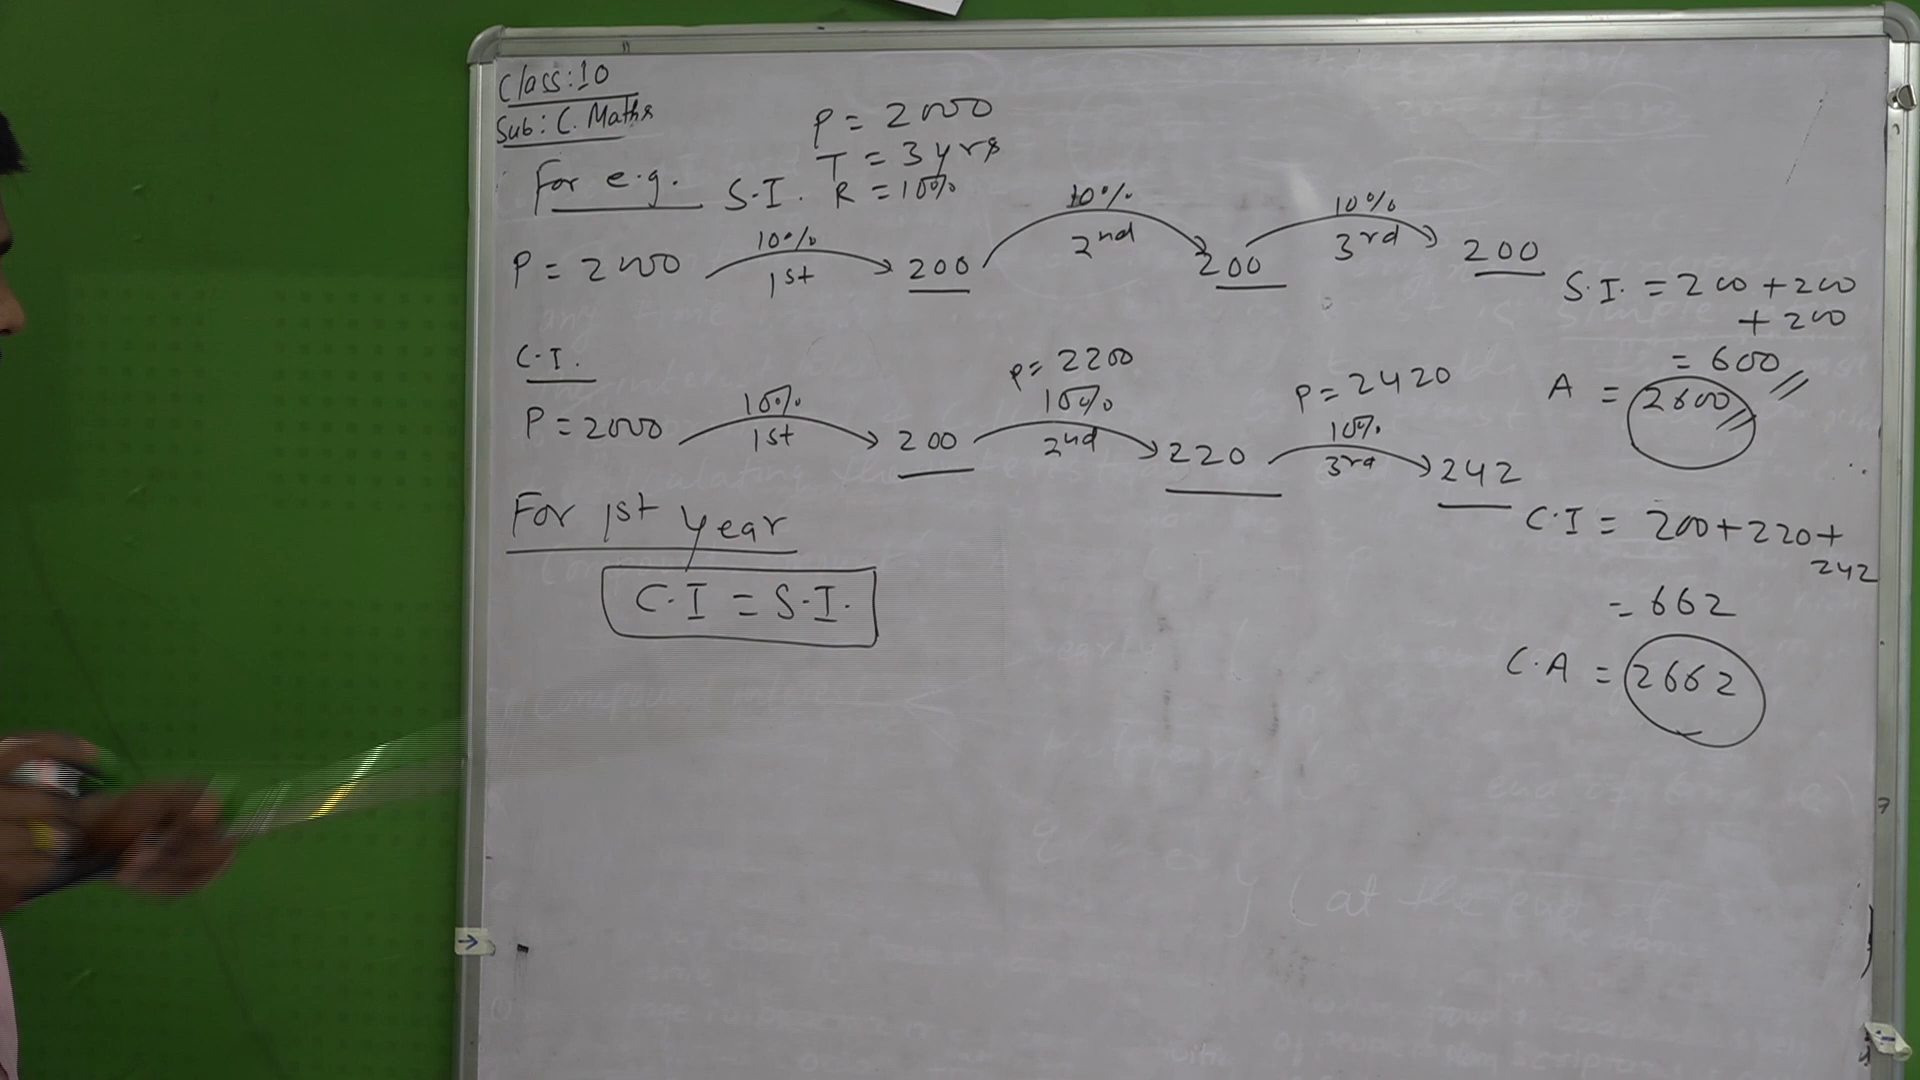 Class:10
Sub: C. Maths
P = 2000
T = 3 yrs
For e.g. S.I. R = 10%
10% 10% 10%
P = 2000 1st 200 2nd 200 3rd 200
S.I. = 200 + 200
+ 200
= 600
A = 2600
C.I.
P = 2200
P = 2420
10% 10% 10%
P = 2000 1st 200 2nd 220 3rd 242
C.I = 200 + 220 +
242
= 662
C.A = 2662
For 1st year
C.I = S.I.